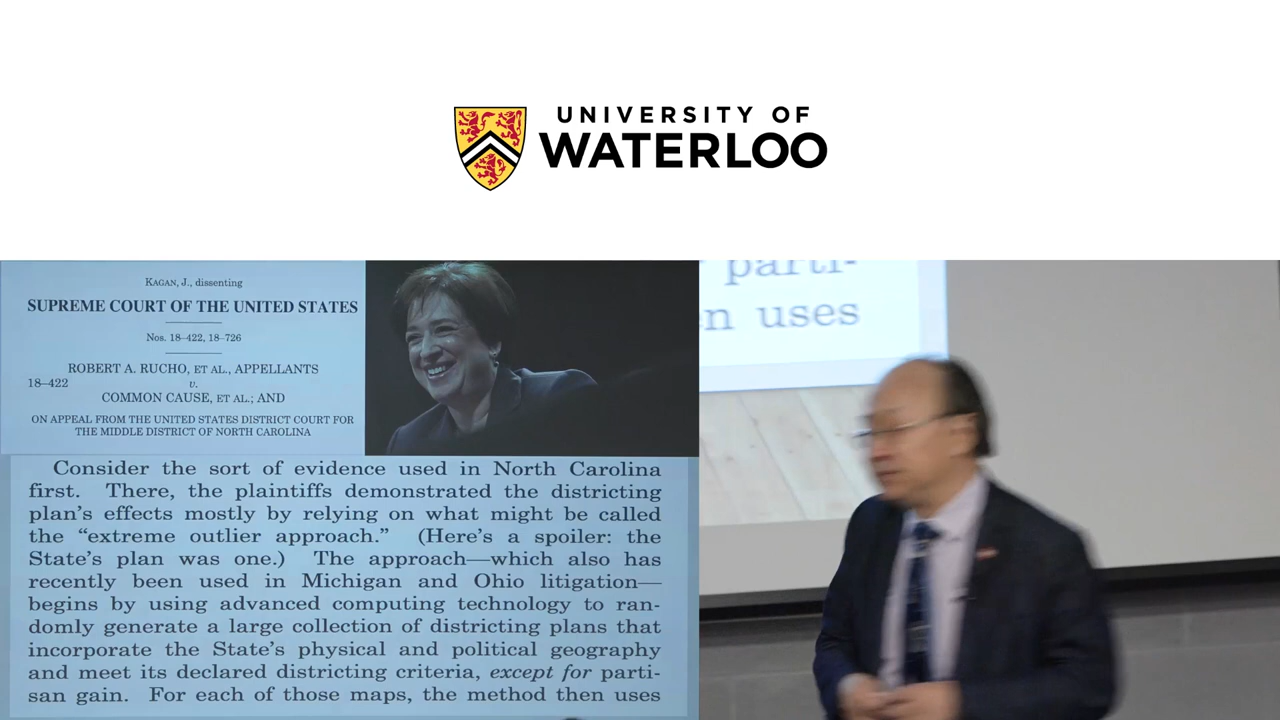 UNIVERSITY OF
WATERLOO
KAGAN, J., dissenting
SUPREME COURT OF THE UNITED STATES
Nos. 18–422, 18–726
ROBERT A. RUCHO, ET AL., APPELLANTS
18–422 v.
COMMON CAUSE, ET AL.; AND
ON APPEAL FROM THE UNITED STATES DISTRICT COURT FOR
THE MIDDLE DISTRICT OF NORTH CAROLINA
Consider the sort of evidence used in North Carolina
first. There, the plaintiffs demonstrated the districting
plan's effects mostly by relying on what might be called
the “extreme outlier approach.” (Here's a spoiler: the
State's plan was one.) The approach—which also has
recently been used in Michigan and Ohio litigation—
begins by using advanced computing technology to ran-
domly generate a large collection of districting plans that
incorporate the State's physical and political geography
and meet its declared districting criteria, except for parti-
san gain. For each of those maps, the method then uses
parti-
n uses